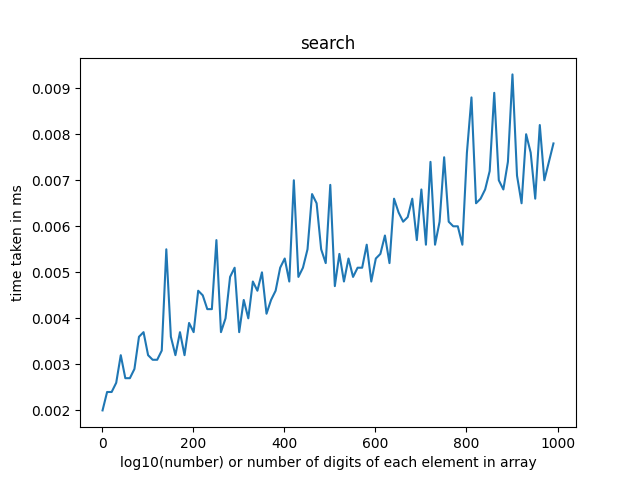 search
0.009
0.008
0.007
0.006
0.005
0.004
0.003
0.002
time taken in ms
0 200 400 600 800 1000
log10(number) or number of digits of each element in array